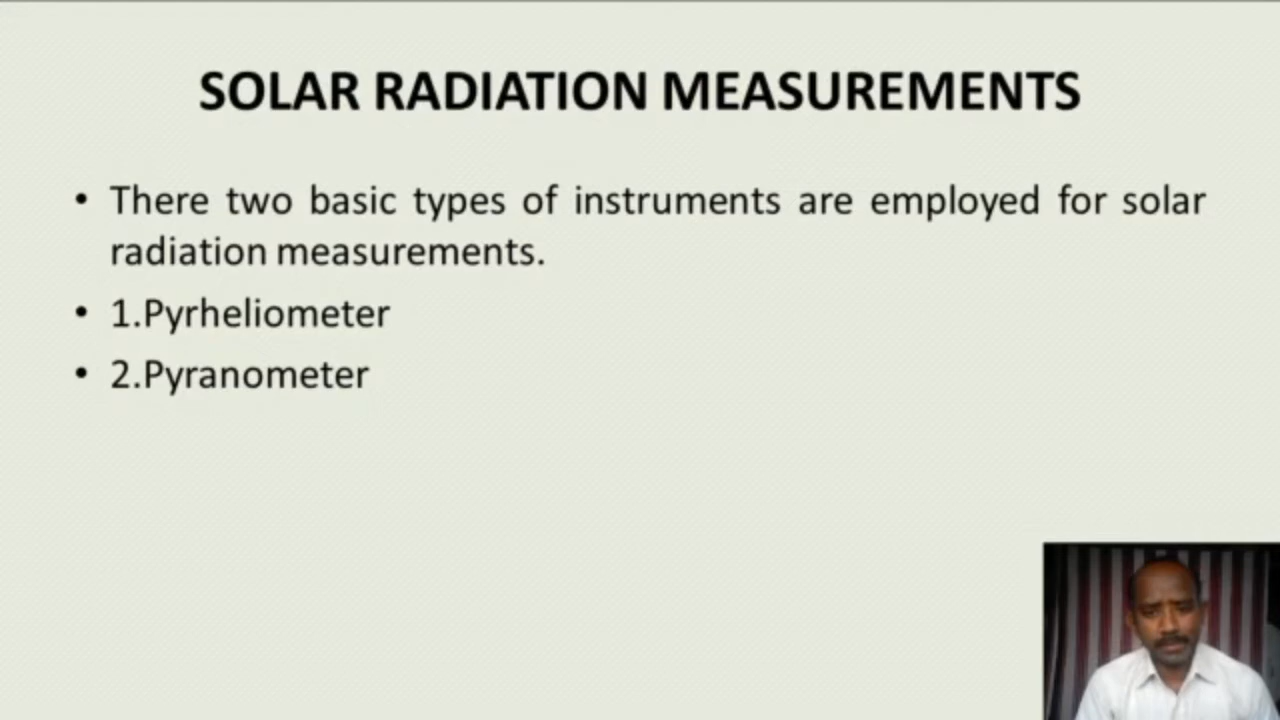 SOLAR RADIATION MEASUREMENTS
• There two basic types of instruments are employed for solar
radiation measurements.
• 1.Pyrheliometer
• 2.Pyranometer